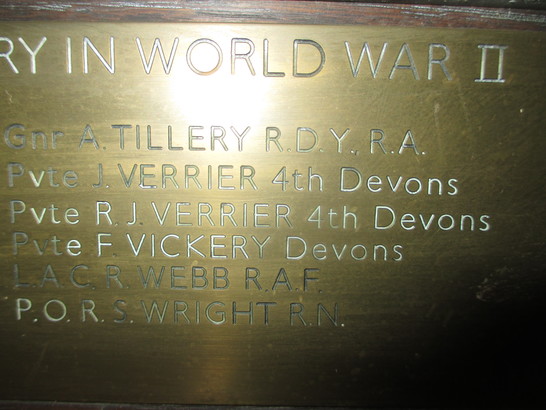 RY IN WORLD WAR II
Gnr A. TILLERY R.D.Y., R.A.
Pvte J. VERRIER 4th Devons
Pvte R. J. VERRIER 4th Devons
Pvte F. VICKERY Devons
L.A.C. R. WEBB R.A.F.
P.O. R. S. WRIGHT R.N.